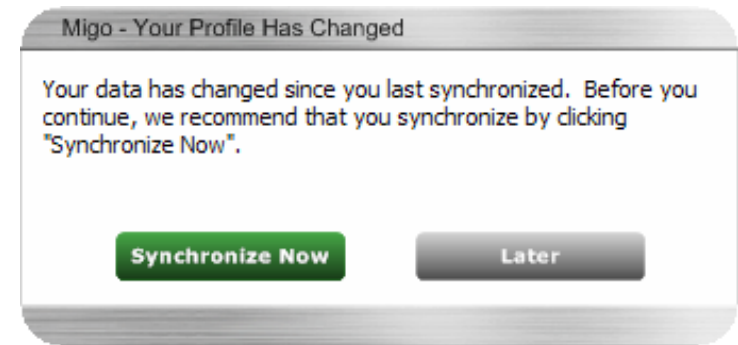 Migo - Your Profile Has Changed
Your data has changed since you last synchronized.  Before you
continue, we recommend that you synchronize by clicking
"Synchronize Now".
Synchronize Now
Later